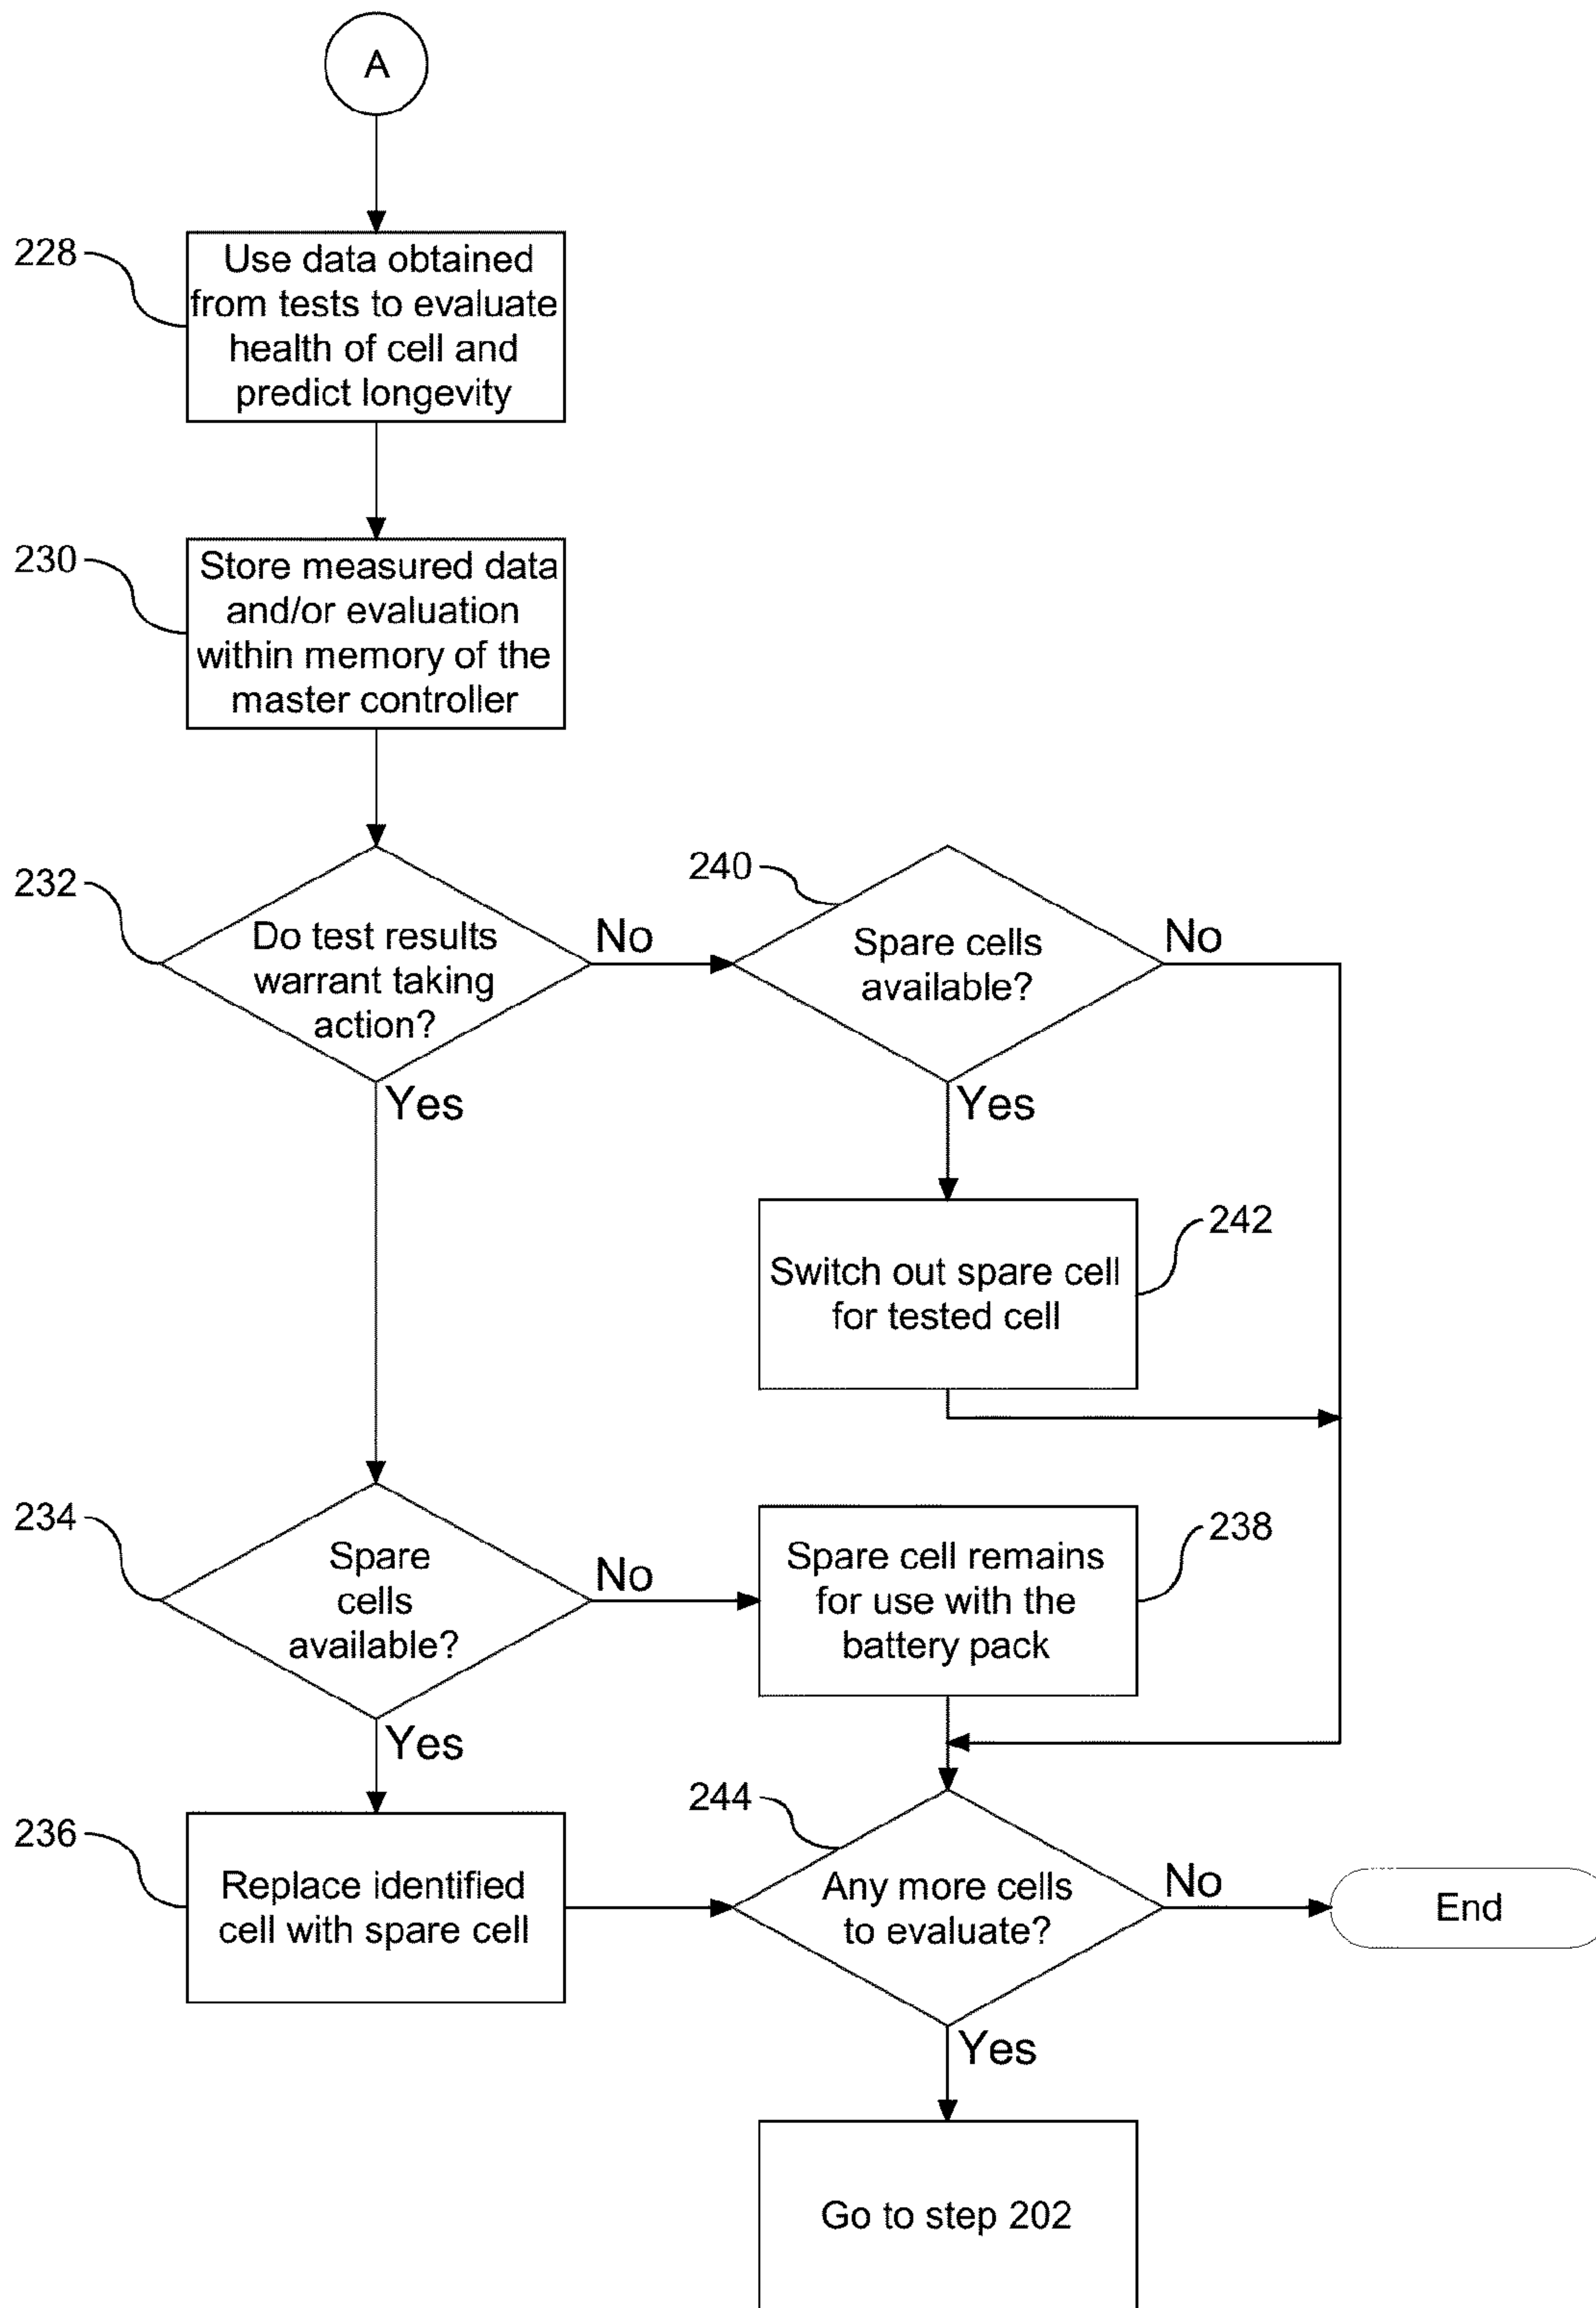 A
228
Use data obtained
from tests to evaluate
health of cell and
predict longevity
230
Store measured data
and/or evaluation
within memory of the
master controller
232
Do test results
warrant taking
action?
No
Yes
240
Spare cells
available?
No
Yes
242
Switch out spare cell
for tested cell
234
Spare
cells
available?
No
Yes
238
Spare cell remains
for use with the
battery pack
236
Replace identified
cell with spare cell
244
Any more cells
to evaluate?
No
End
Yes
Go to step 202